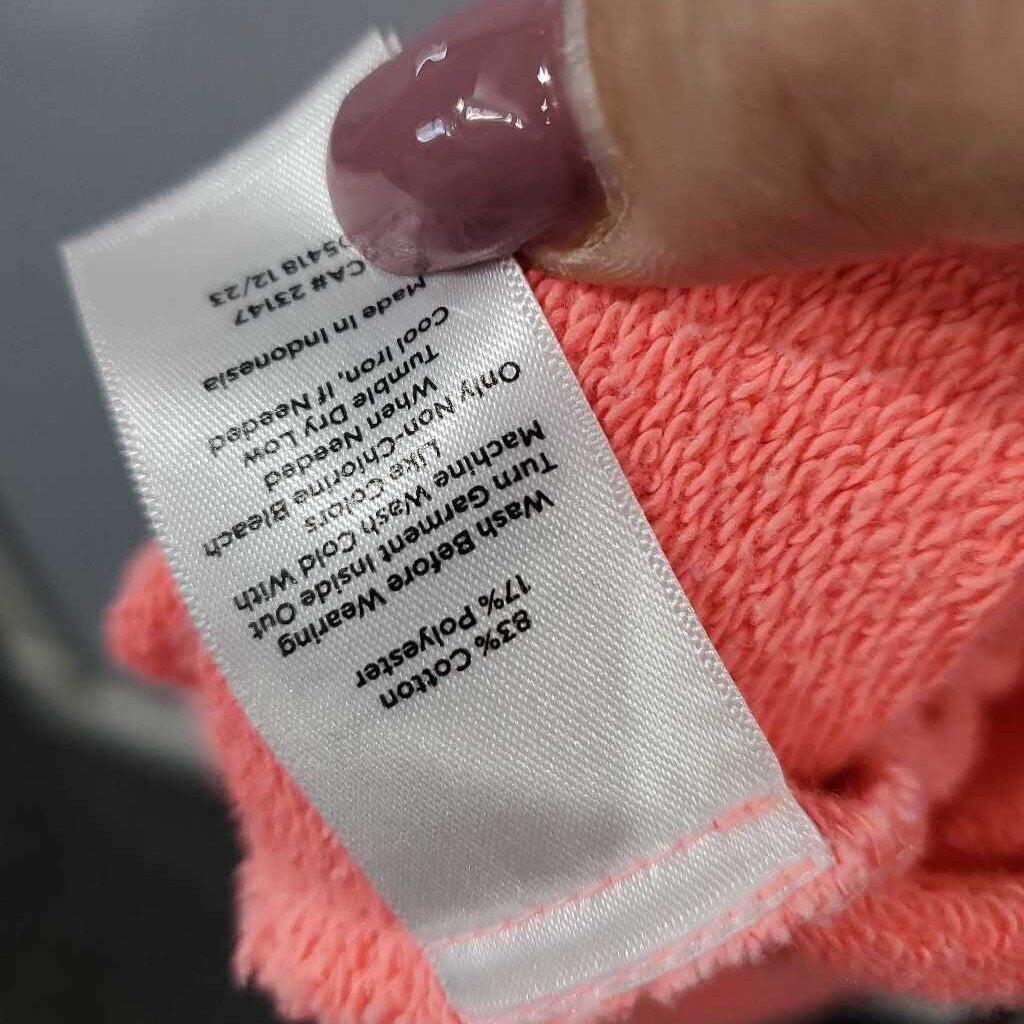 83% Cotton
17% Polyester
Wash Before Wearing
Turn Garment Inside Out
Machine Wash Cold With
Like Colors
Only Non-Chlorine Bleach
When Needed
Tumble Dry Low
Cool Iron, If Needed
Made In Indonesia
CA# 23147
05418 12/23